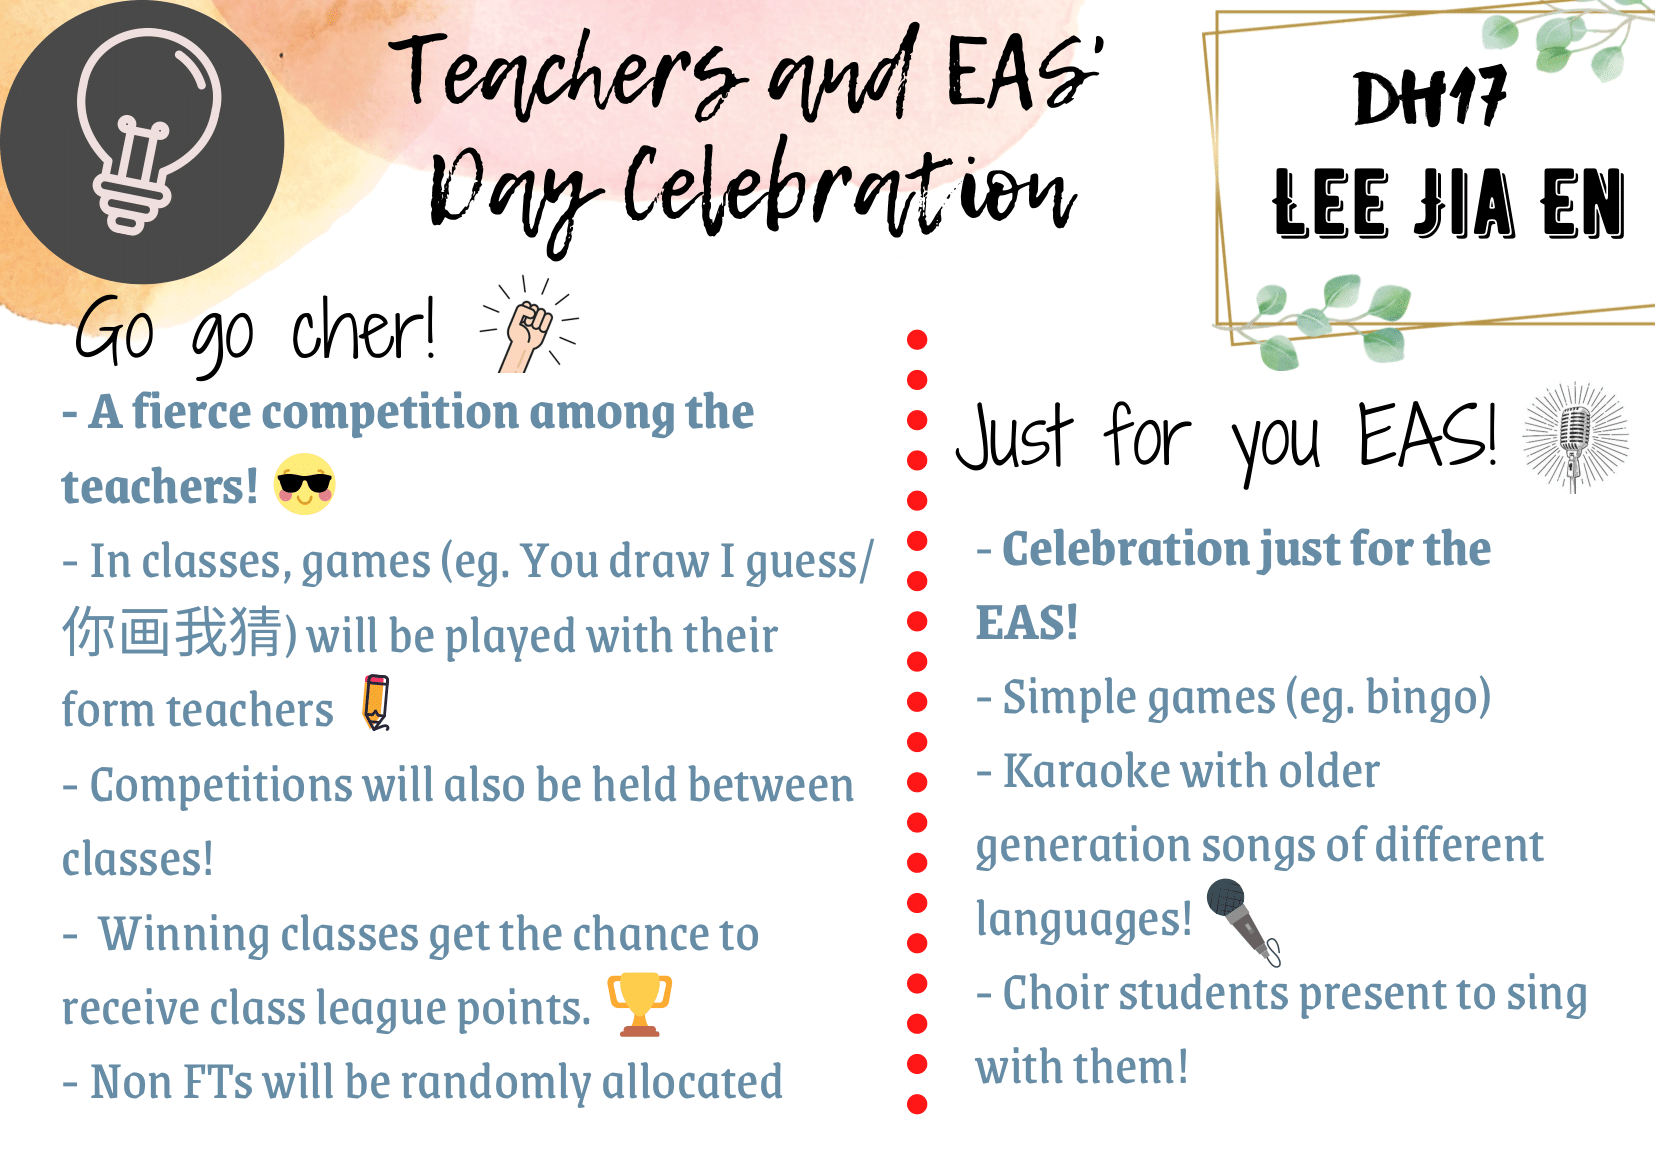 Teachers and EAS'
Day Celebration
DH17
LEE JIA EN
Go go cher!
- A fierce competition among the
teachers!
- In classes, games (eg. You draw I guess/
你画我猜) will be played with their
form teachers
- Competitions will also be held between
classes!
- Winning classes get the chance to
receive class league points.
- Non FTs will be randomly allocated
Just for you EAS!
- Celebration just for the
EAS!
- Simple games (eg. bingo)
- Karaoke with older
generation songs of different
languages!
- Choir students present to sing
with them!